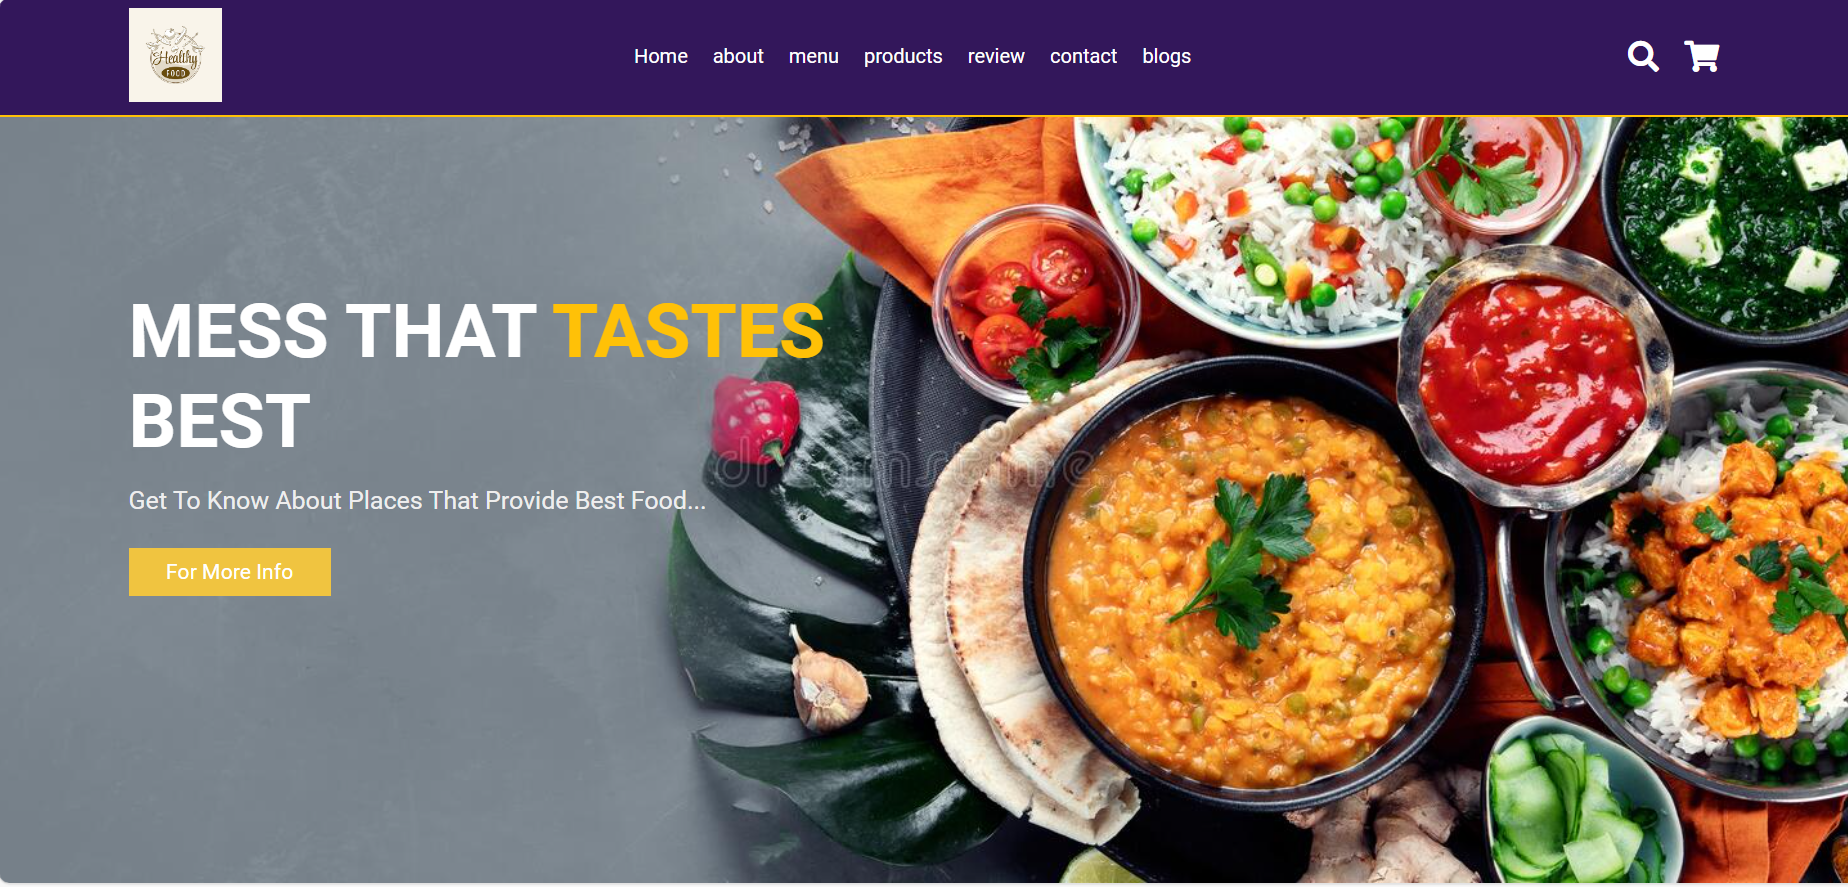 Healthy
FOOD
Home about menu products review contact blogs
MESS THAT TASTES
BEST
Get To Know About Places That Provide Best Food...
For More Info
dreamstime